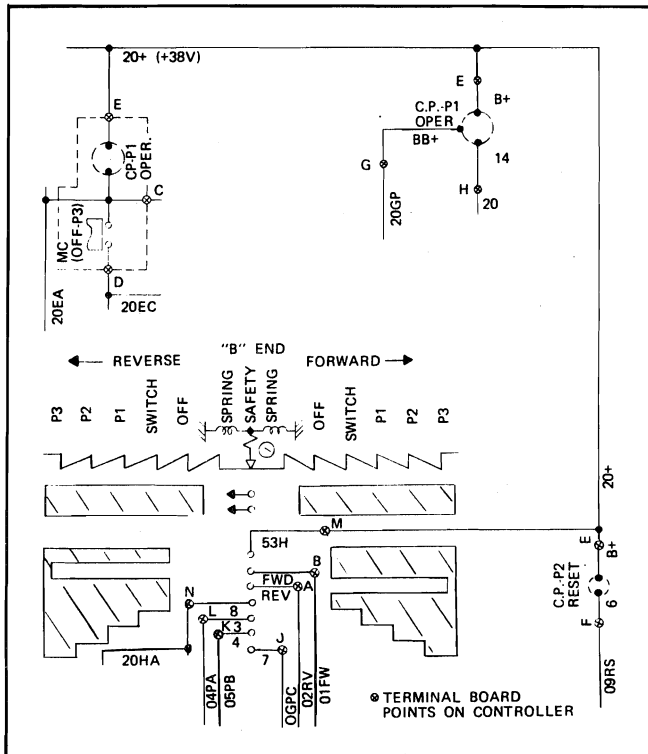 20+ (+38V)
E
CP-P1
OPER.
C
MC
(OFF-P3)
D
20EA
20EC
E
B+
C.P.-P1
OPER
BB+
G
14
H
20
20GP
"B" END
REVERSE
FORWARD
P3
P2
P1
SWITCH
OFF
SPRING
SAFETY
SPRING
OFF
SWITCH
P1
P2
P3
20+
M
53H
E
B+
C.P.-P2
RESET
6
F
09RS
B
FWD
A
REV
N
L
8
K
3
4
J
7
20HA
04PA
05PB
OGPC
02RV
01FW
TERMINAL BOARD
POINTS ON CONTROLLER